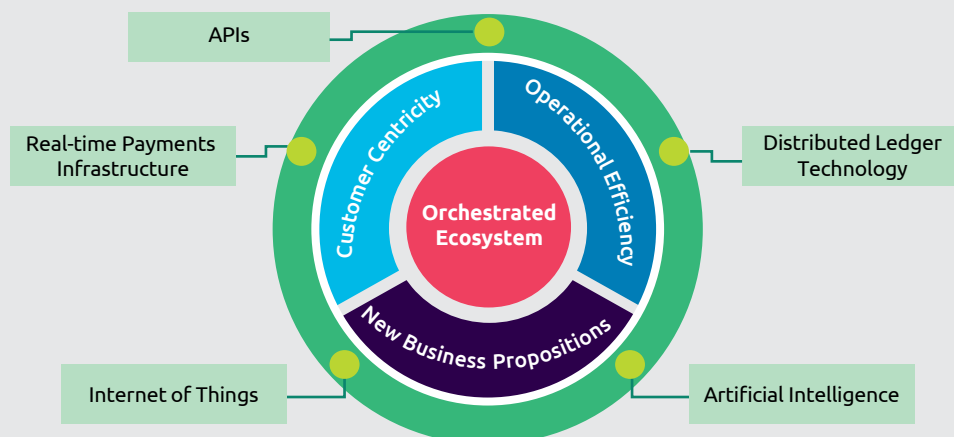 APIs
Real-time Payments
Infrastructure
Distributed Ledger
Technology
Customer Centricity
Operational Efficiency
Orchestrated
Ecosystem
New Business Propositions
Internet of Things
Artificial Intelligence